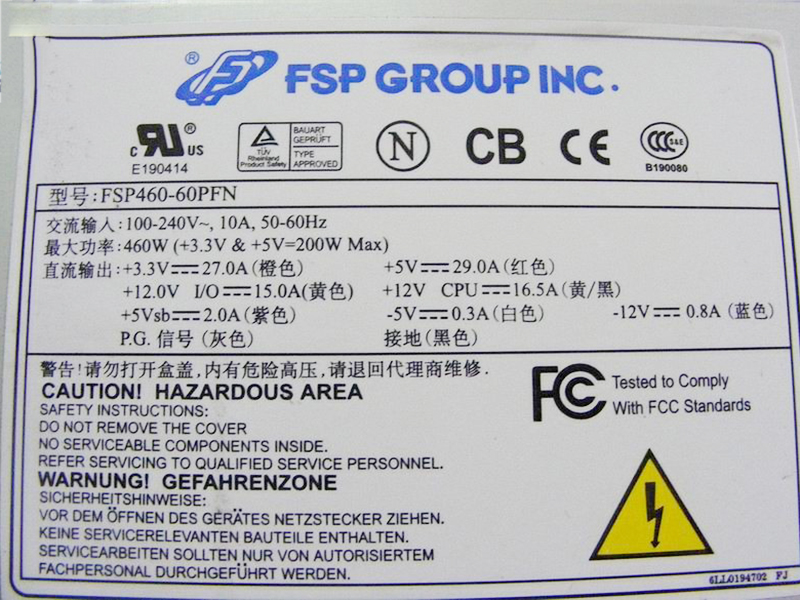 ® FSP GROUP INC.
c RU ® US
E190414
TÜV Rheinland Product Safety
BAUART GEPRÜFT
TYPE APPROVED
N
CB
CE
CCC S&E
B190080
型号:FSP460-60PFN
交流输入:100-240V~, 10A, 50-60Hz
最大功率:460W (+3.3V & +5V=200W Max)
直流输出:+3.3V⎓27.0A(橙色) +5V⎓29.0A(红色)
+12.0V I/O⎓15.0A(黄色) +12V CPU⎓16.5A(黄/黑)
+5Vsb⎓2.0A(紫色) -5V⎓0.3A(白色) -12V⎓0.8A(蓝色)
P.G. 信号(灰色) 接地(黑色)
警告!请勿打开盒盖,内有危险高压,请退回代理商维修.
CAUTION! HAZARDOUS AREA
SAFETY INSTRUCTIONS:
DO NOT REMOVE THE COVER
NO SERVICEABLE COMPONENTS INSIDE.
REFER SERVICING TO QUALIFIED SERVICE PERSONNEL.
WARNUNG! GEFAHRENZONE
SICHERHEITSHINWEISE:
VOR DEM ÖFFNEN DES GERÄTES NETZSTECKER ZIEHEN.
KEINE SERVICERELEVANTEN BAUTEILE ENTHALTEN.
SERVICEARBEITEN SOLLTEN NUR VON AUTORISIERTEM
FACHPERSONAL DURCHGEFÜHRT WERDEN.
FCC
Tested to Comply
With FCC Standards
6LL0194702 FJ